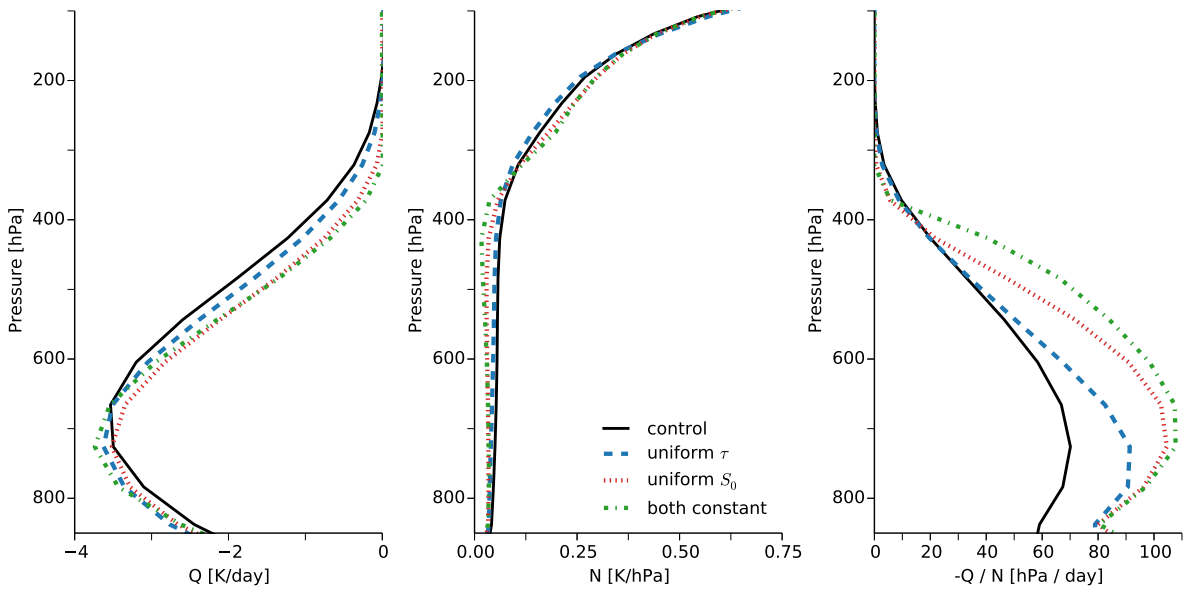 200
400
600
800
Pressure [hPa]
−4
−2
0
Q [K/day]
200
400
600
800
Pressure [hPa]
0.00
0.25
0.50
0.75
N [K/hPa]
control
uniform τ
uniform S₀
both constant
200
400
600
800
Pressure [hPa]
0
20
40
60
80
100
-Q / N [hPa / day]